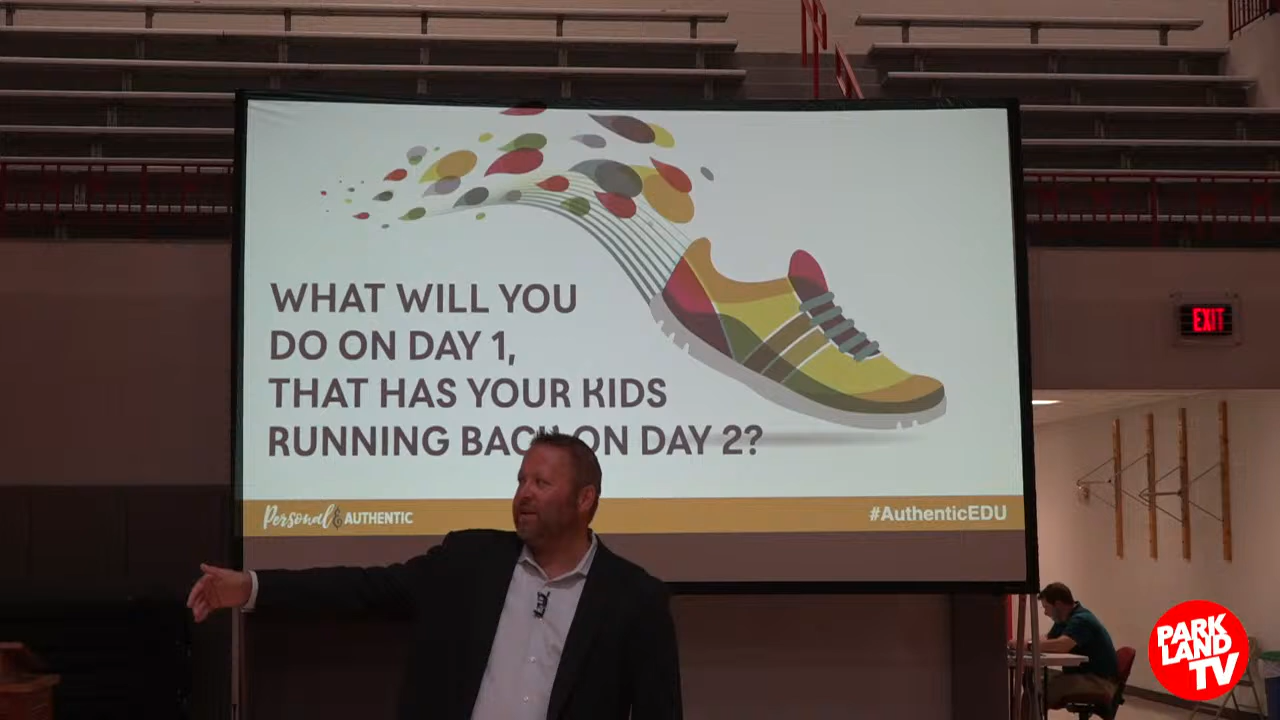 WHAT WILL YOU
DO ON DAY 1,
THAT HAS YOUR KIDS
RUNNING BACK ON DAY 2?
Personal & AUTHENTIC
#AuthenticEDU
EXIT
PARK
LAND
TV